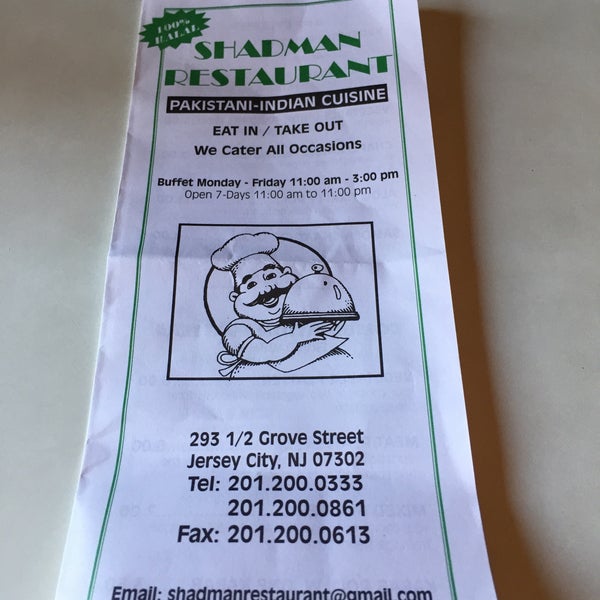 100%
HALAL
SHADMAN
RESTAURANT
PAKISTANI-INDIAN CUISINE
EAT IN / TAKE OUT
We Cater All Occasions
Buffet Monday - Friday 11:00 am - 3:00 pm
Open 7-Days 11:00 am to 11:00 pm
293 1/2 Grove Street
Jersey City, NJ 07302
Tel: 201.200.0333
201.200.0861
Fax: 201.200.0613
Email: shadmanrestaurant@gmail.com